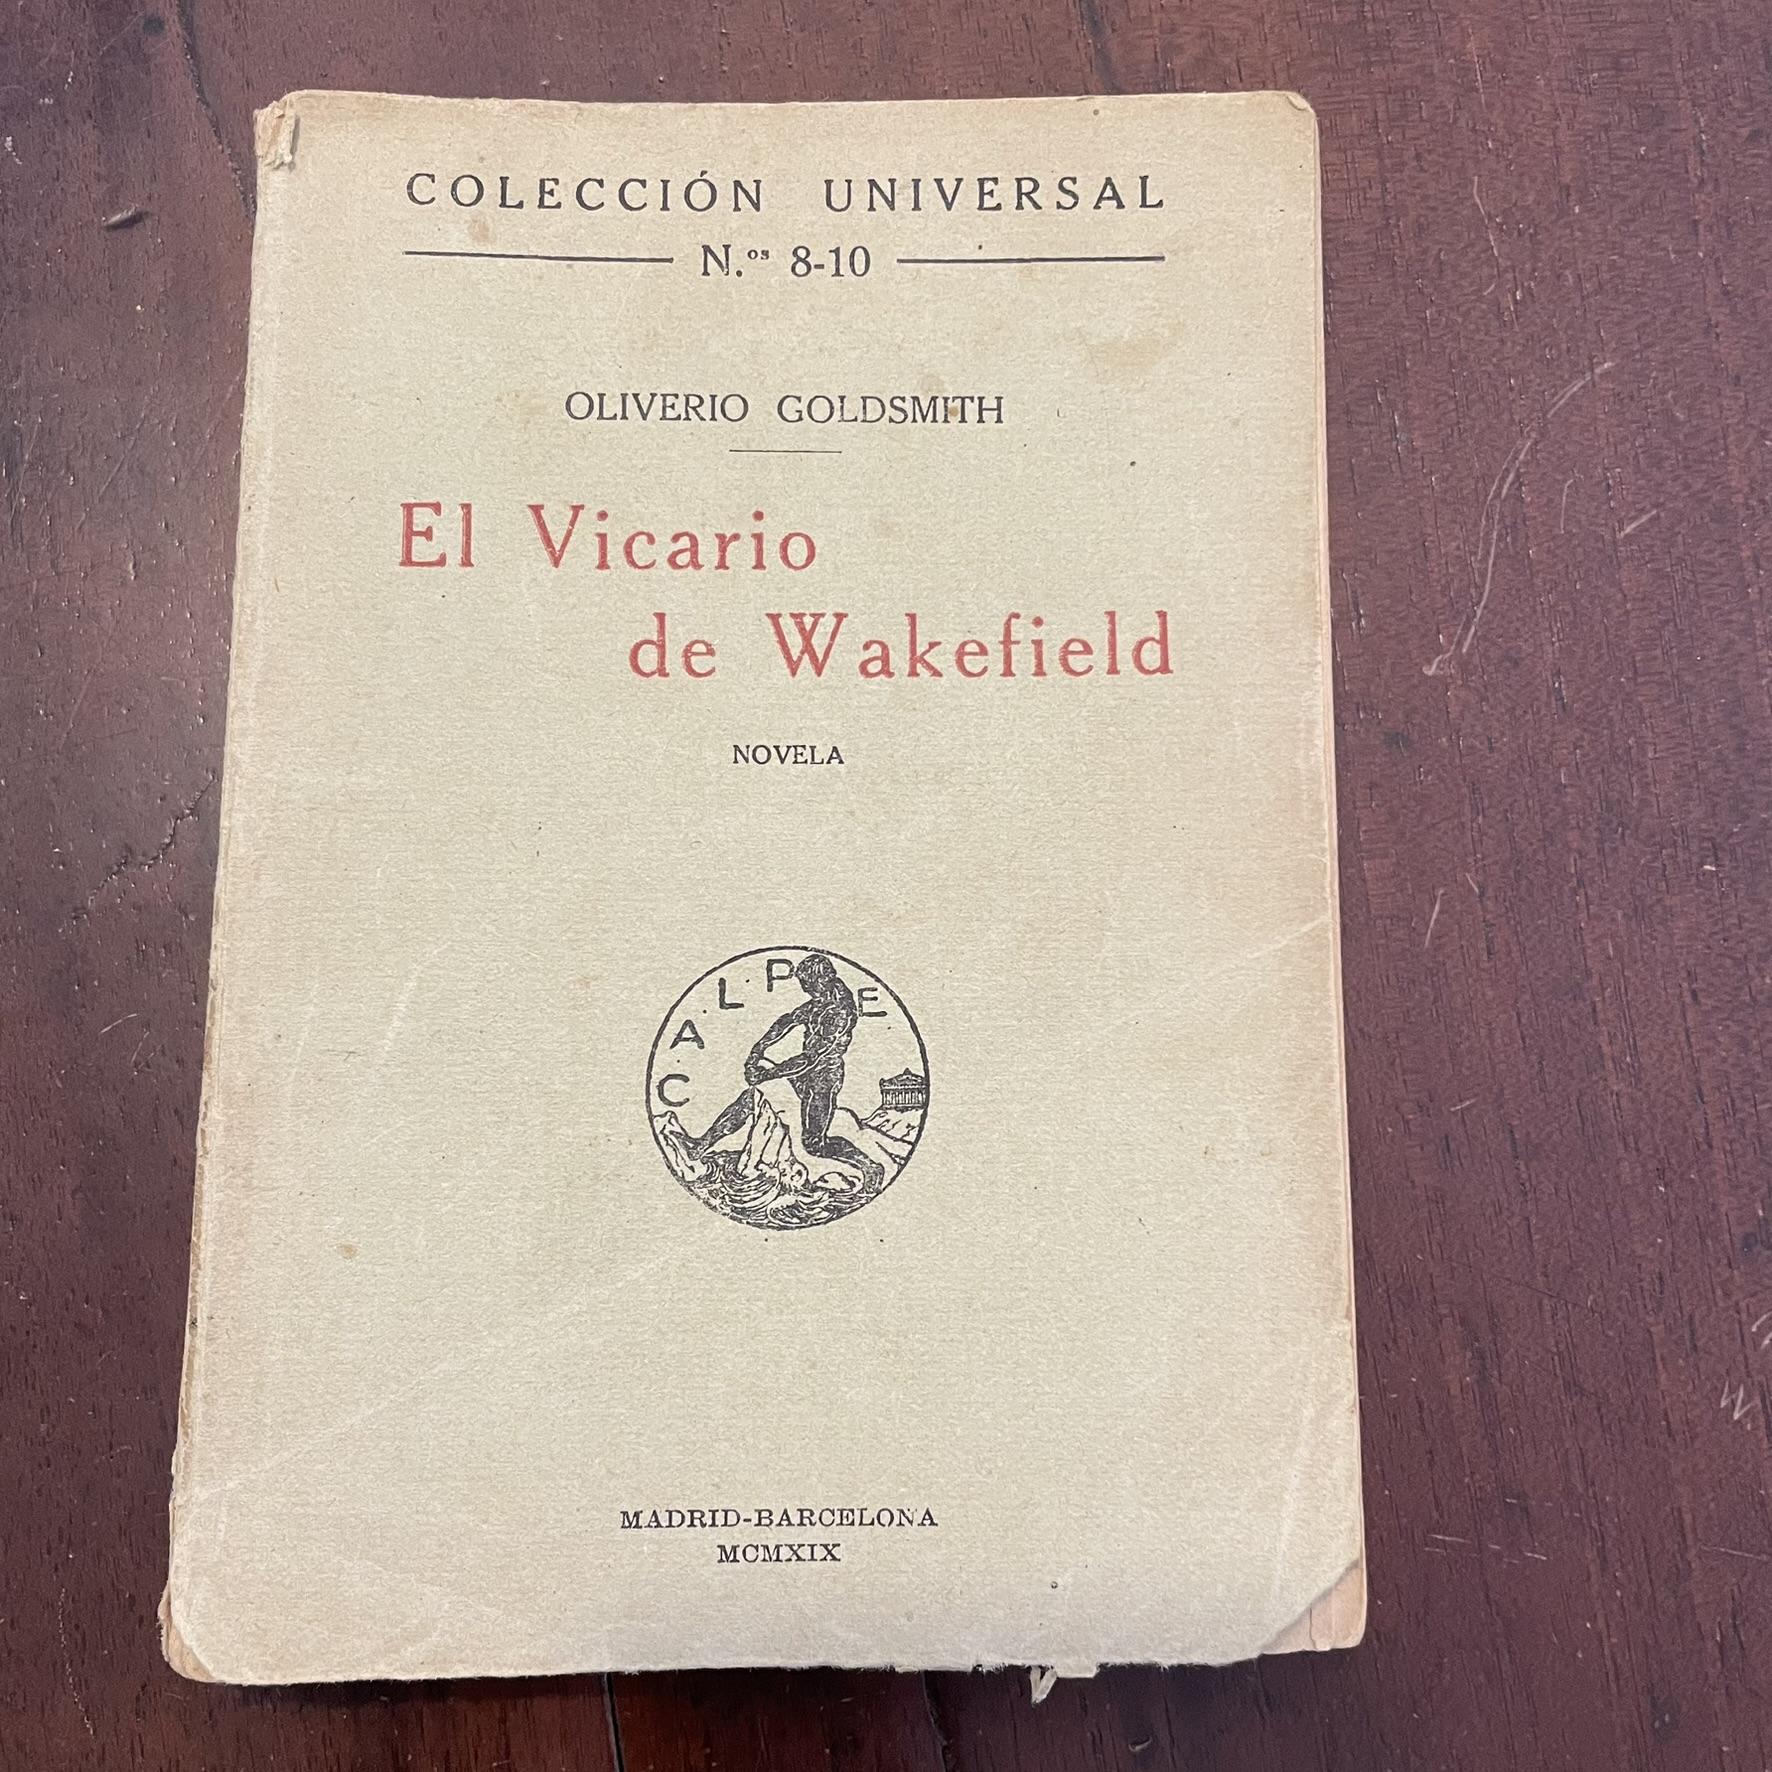 COLECCIÓN UNIVERSAL
N.os 8-10
OLIVERIO GOLDSMITH
El Vicario
de Wakefield
NOVELA
CALPE
MADRID-BARCELONA
MCMXIX